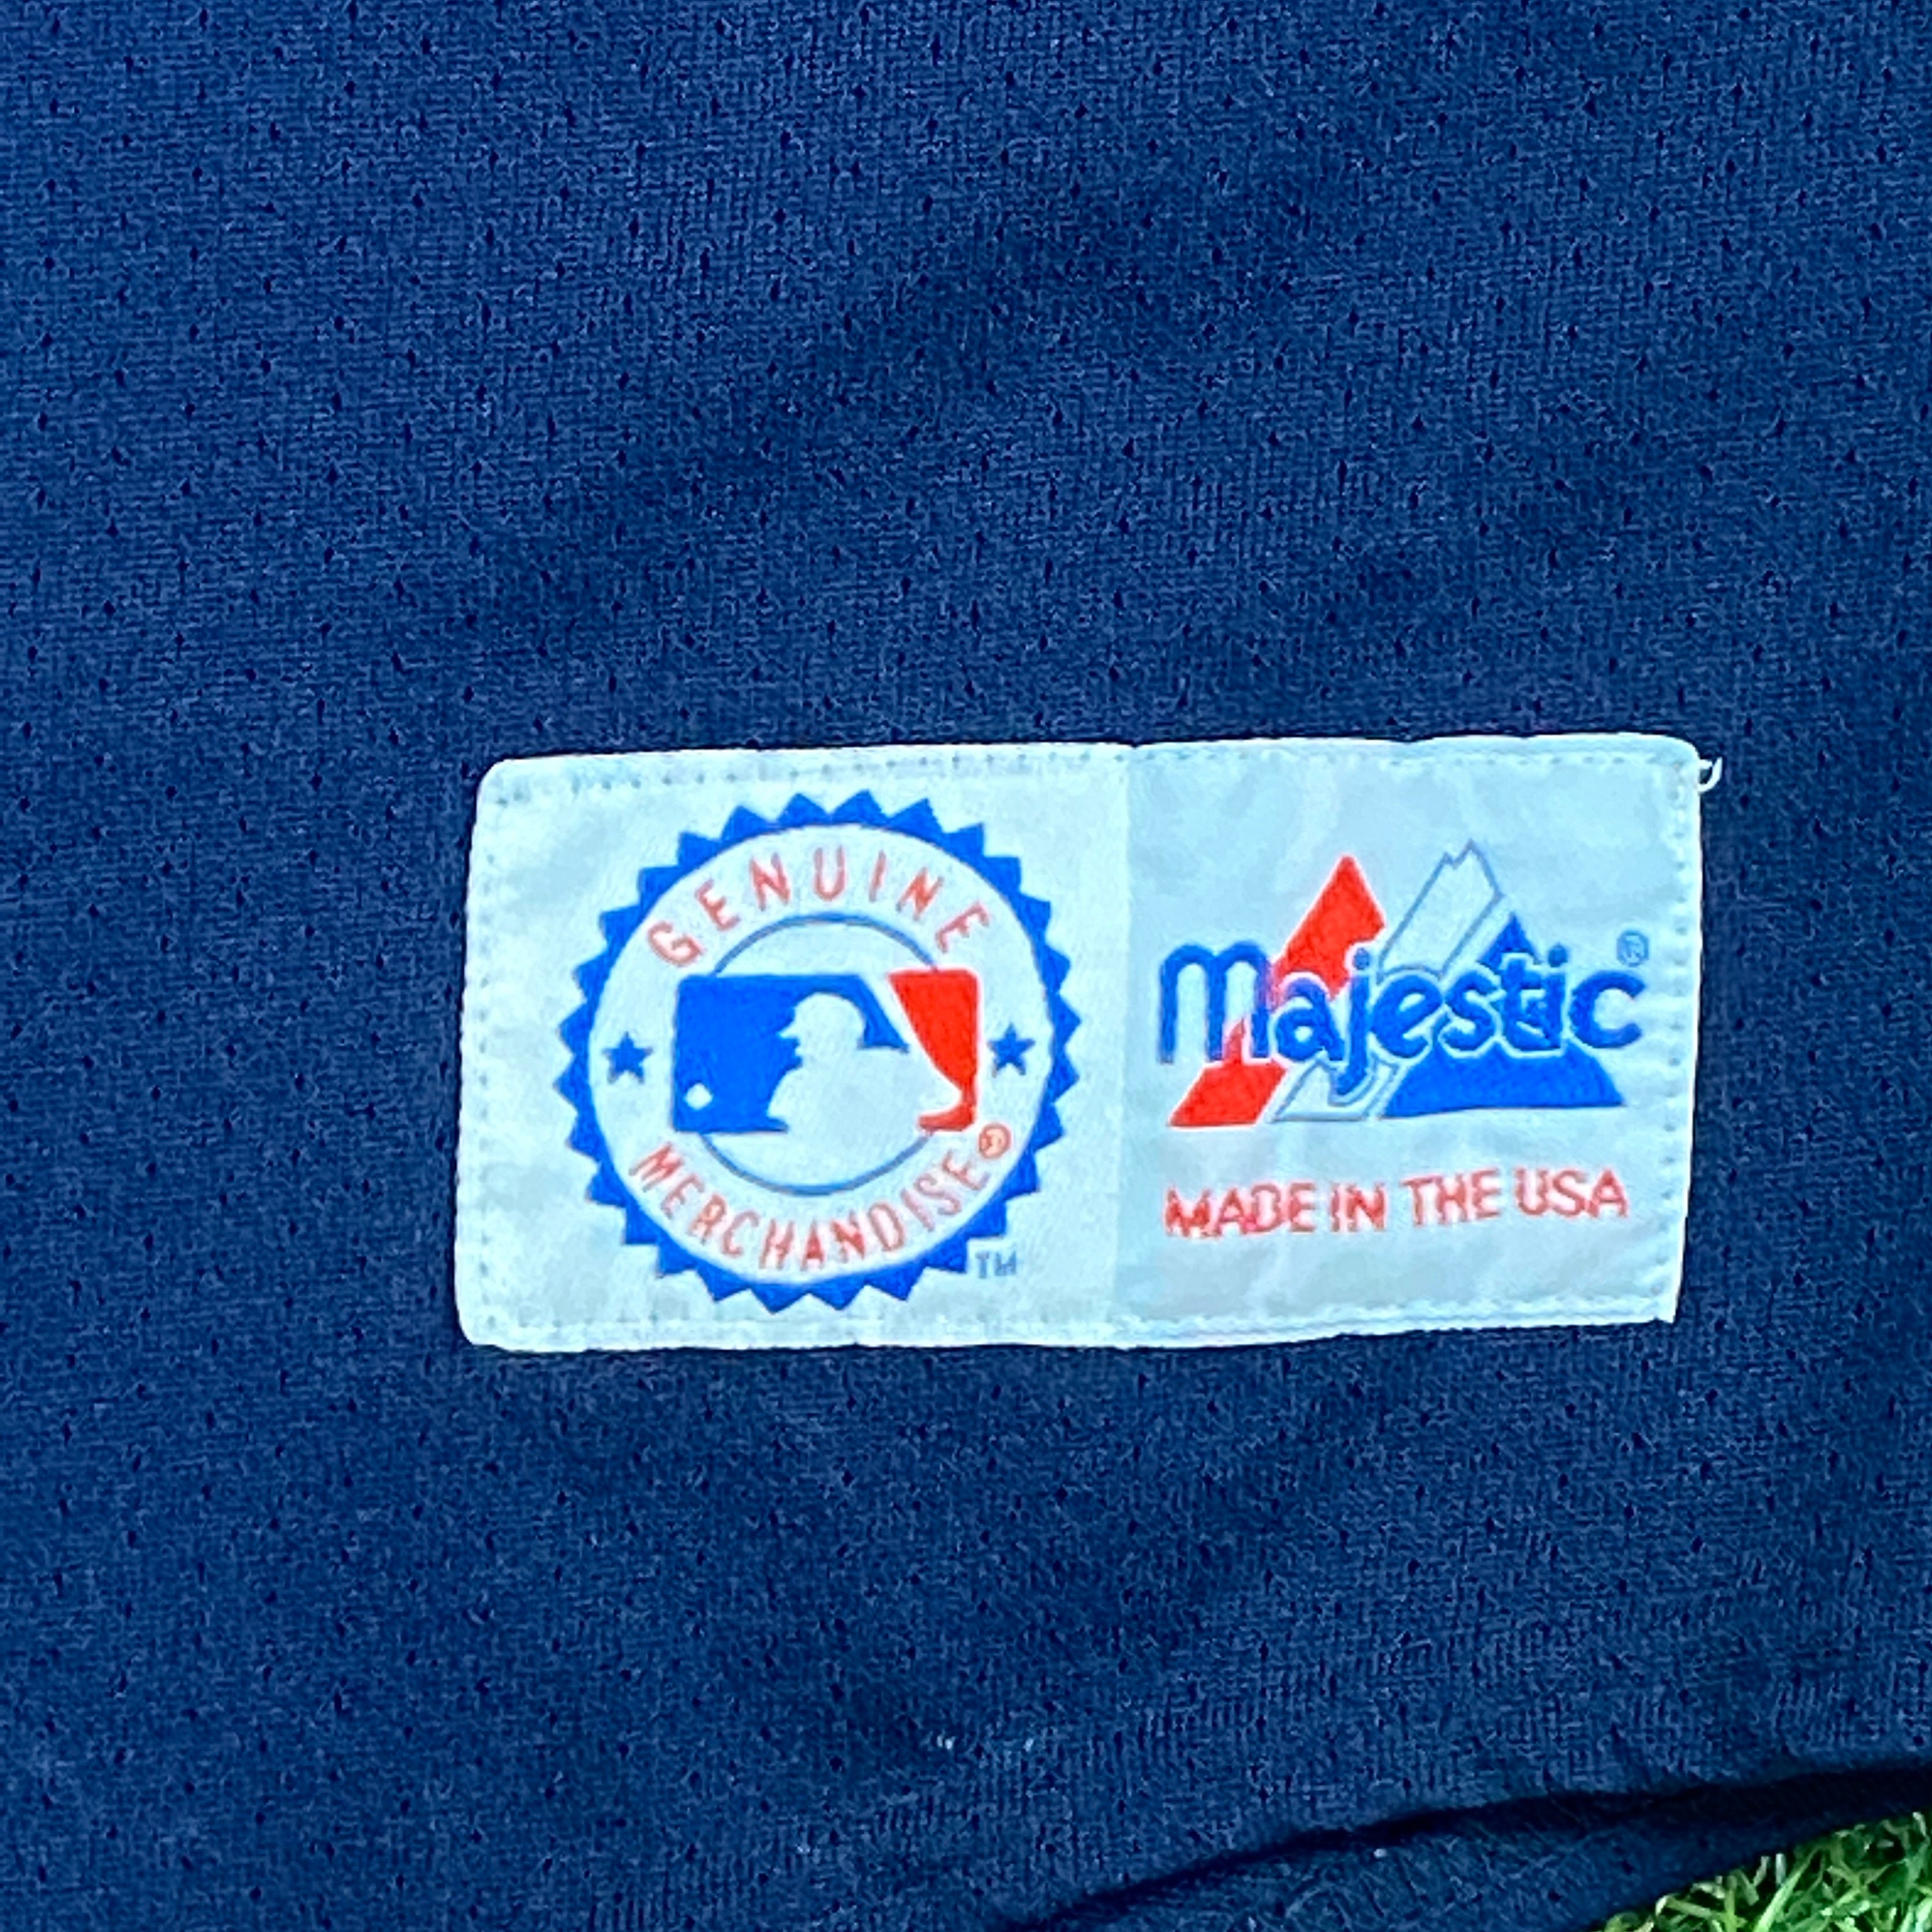 GENUINE
MERCHANDISE®
TM
Majestic®
MADE IN THE USA